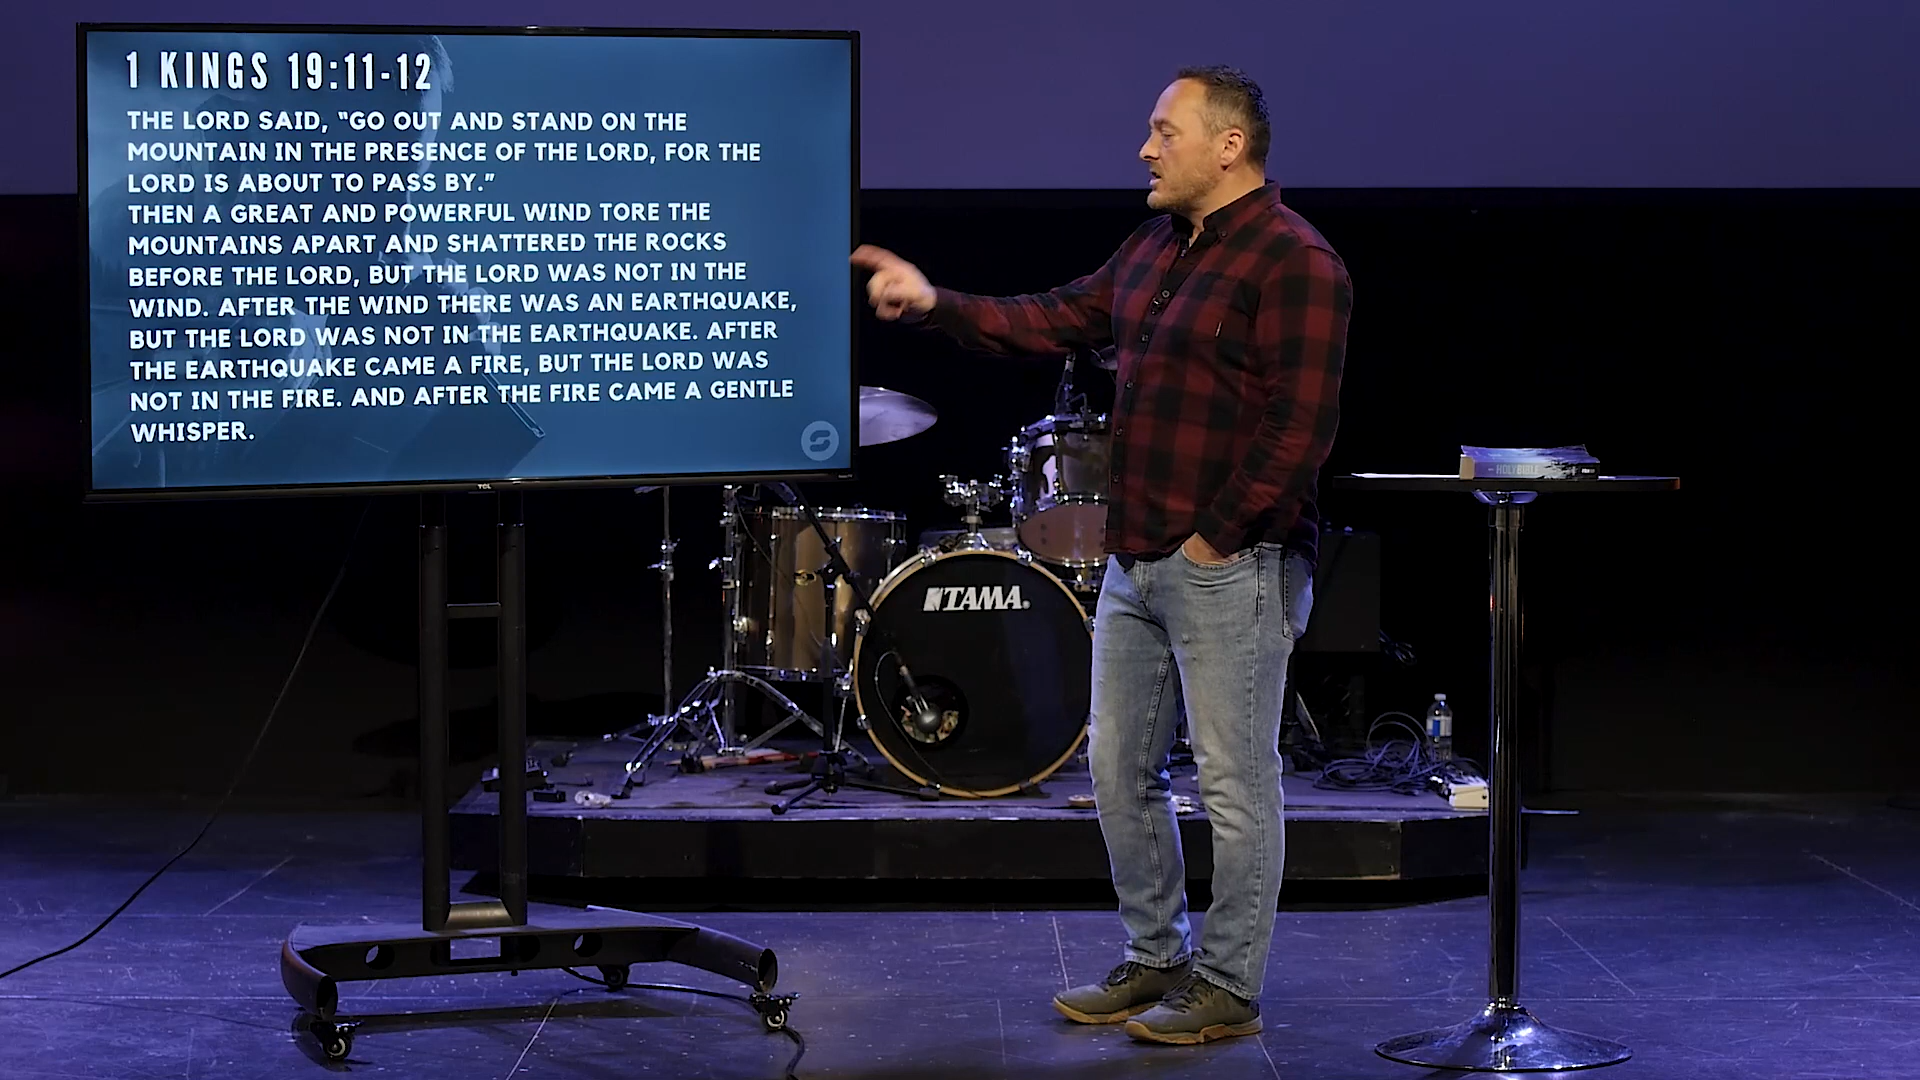 1 KINGS 19:11-12
THE LORD SAID, "GO OUT AND STAND ON THE
MOUNTAIN IN THE PRESENCE OF THE LORD, FOR THE
LORD IS ABOUT TO PASS BY."
THEN A GREAT AND POWERFUL WIND TORE THE
MOUNTAINS APART AND SHATTERED THE ROCKS
BEFORE THE LORD, BUT THE LORD WAS NOT IN THE
WIND. AFTER THE WIND THERE WAS AN EARTHQUAKE,
BUT THE LORD WAS NOT IN THE EARTHQUAKE. AFTER
THE EARTHQUAKE CAME A FIRE, BUT THE LORD WAS
NOT IN THE FIRE. AND AFTER THE FIRE CAME A GENTLE
WHISPER.
TCL
TAMA®
HOLY BIBLE